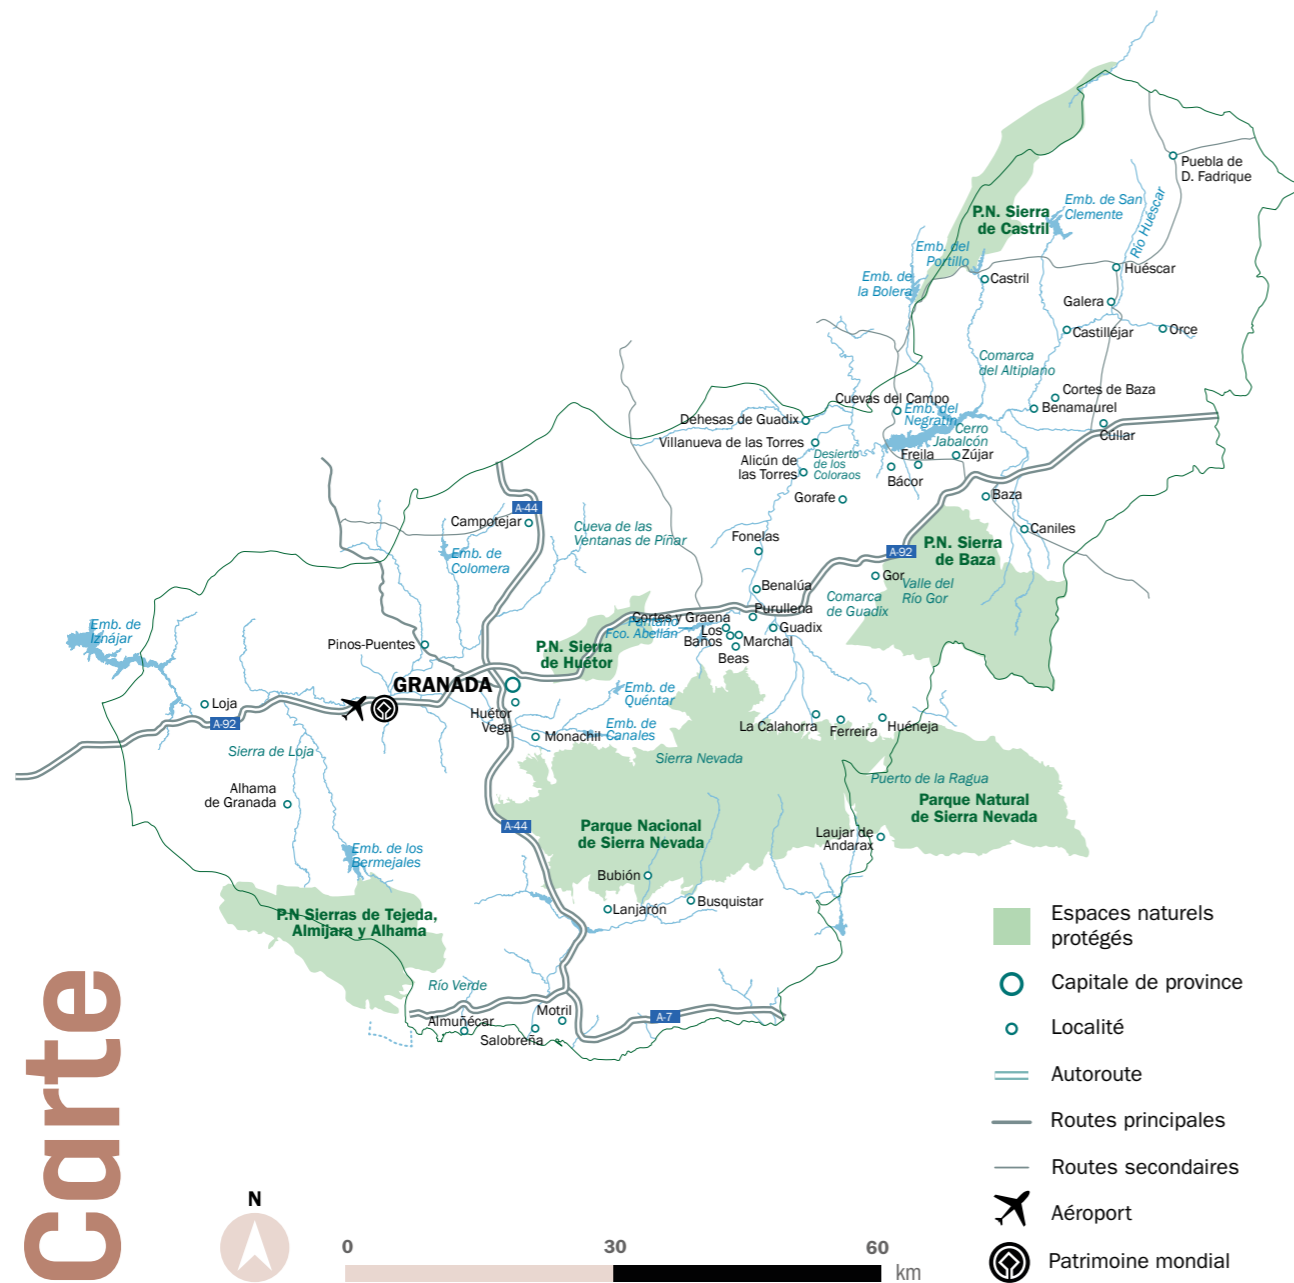 Puebla de
D. Fadrique
Emb. de San
Clemente
P.N. Sierra
de Castril
Río Huéscar
Emb. del
Portillo
Huéscar
Emb. de
la Bolera
Castril
Galera
Castilléjar
Orce
Comarca
del Altiplano
Cortes de Baza
Cuevas del Campo
Benamaurel
Emb. del
Negratín
Dehesas de Guadix
Cullar
Cerro
Jabalcón
Villanueva de las Torres
Desierto
de los
Coloraos
Freila
Zújar
Alicún de
las Torres
Bácor
Gorafe
Baza
A-44
Campotejar
Cueva de las
Ventanas de Píñar
Caniles
Fonelas
P.N. Sierra
de Baza
A-92
Emb. de
Colomera
Gor
Valle del
Río Gor
Benalúa
Comarca
de Guadix
Purullena
Cortes y Graena
Pantano
Fco. Abellán
Guadix
Los
Baños
Marchal
Beas
Emb. de
Iznájar
Pinos-Puentes
P.N. Sierra
de Huétor
GRANADA
Emb. de
Quéntar
Loja
Huétor
Vega
A-92
Emb. de
Canales
Monachil
La Calahorra
Ferreira
Huéneja
Sierra de Loja
Sierra Nevada
Puerto de la Ragua
Alhama
de Granada
Parque Natural
de Sierra Nevada
A-44
Parque Nacional
de Sierra Nevada
Laujar de
Andarax
Emb. de los
Bermejales
Bubión
Busquistar
Lanjarón
P.N Sierras de Tejeda,
Almijara y Alhama
Río Verde
Motril
A-7
Almuñécar
Salobreña
Espaces naturels
protégés
Capitale de province
Localité
Autoroute
Routes principales
Routes secondaires
Aéroport
Patrimoine mondial
Carte
N
0 30 60
km